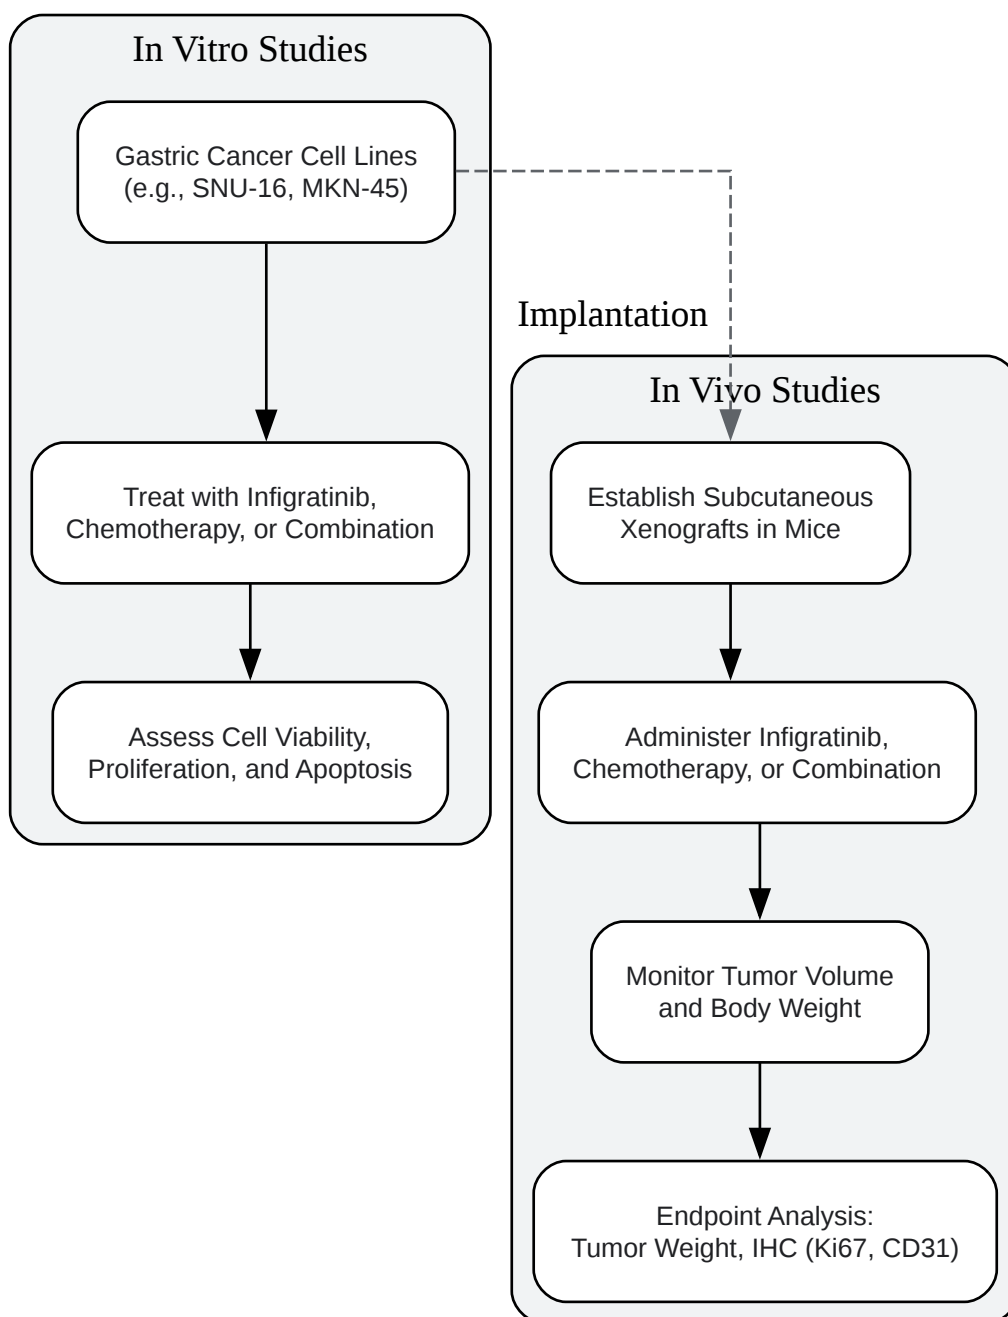 In Vitro Studies
Gastric Cancer Cell Lines
(e.g., SNU-16, MKN-45)
Treat with Infigratinib,
Chemotherapy, or Combination
Assess Cell Viability,
Proliferation, and Apoptosis
Implantation
In Vivo Studies
Establish Subcutaneous
Xenografts in Mice
Administer Infigratinib,
Chemotherapy, or Combination
Monitor Tumor Volume
and Body Weight
Endpoint Analysis:
Tumor Weight, IHC (Ki67, CD31)